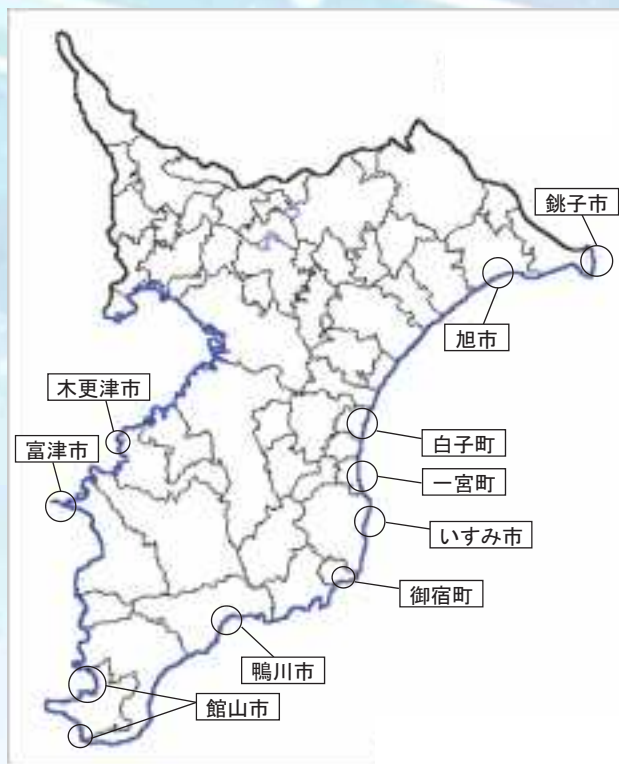 銚子市
旭市
木更津市
白子町
富津市
一宮町
いすみ市
御宿町
鴨川市
館山市